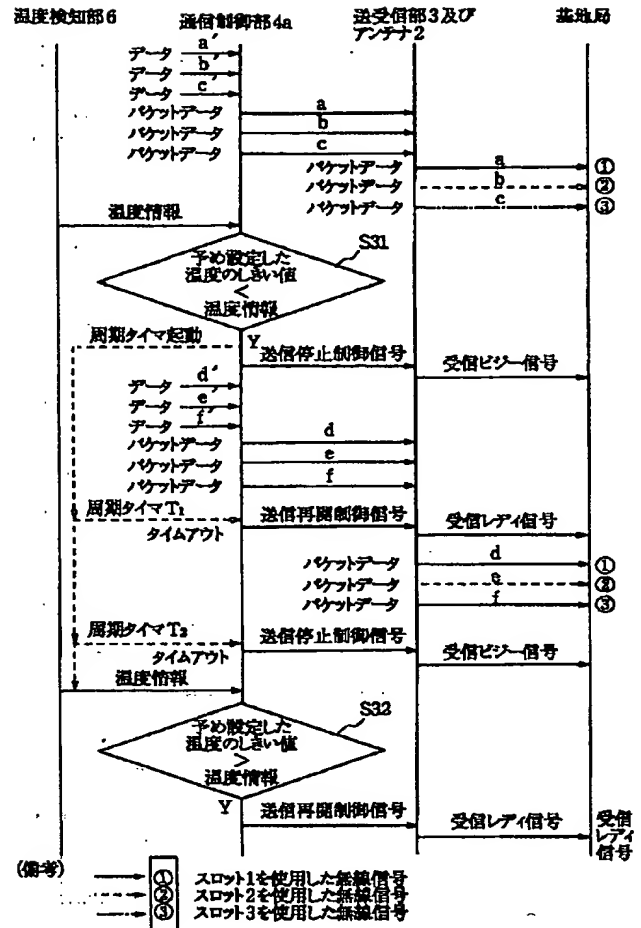 温度検知部6
送信制御部4a
送受信部3及び
アンテナ2
基地局
データ a′
データ b′
データ c′
パケットデータ a
パケットデータ b
パケットデータ c
パケットデータ a ①
パケットデータ b ②
パケットデータ c ③
温度情報
S31
予め設定した
温度のしきい値
<
温度情報
Y
周期タイマ起動
送信停止制御信号
受信ビジー信号
データ d′
データ e′
データ f′
パケットデータ d
パケットデータ e
パケットデータ f
周期タイマT1
タイムアウト
送信再開制御信号
受信レディ信号
パケットデータ d ①
パケットデータ e ②
パケットデータ f ③
周期タイマT2
タイムアウト
送信停止制御信号
受信ビジー信号
温度情報
S32
予め設定した
温度のしきい値
>
温度情報
Y
送信再開制御信号
受信レディ信号
受信
レディ
信号
(備考)
① スロット1を使用した無線信号
② スロット2を使用した無線信号
③ スロット3を使用した無線信号